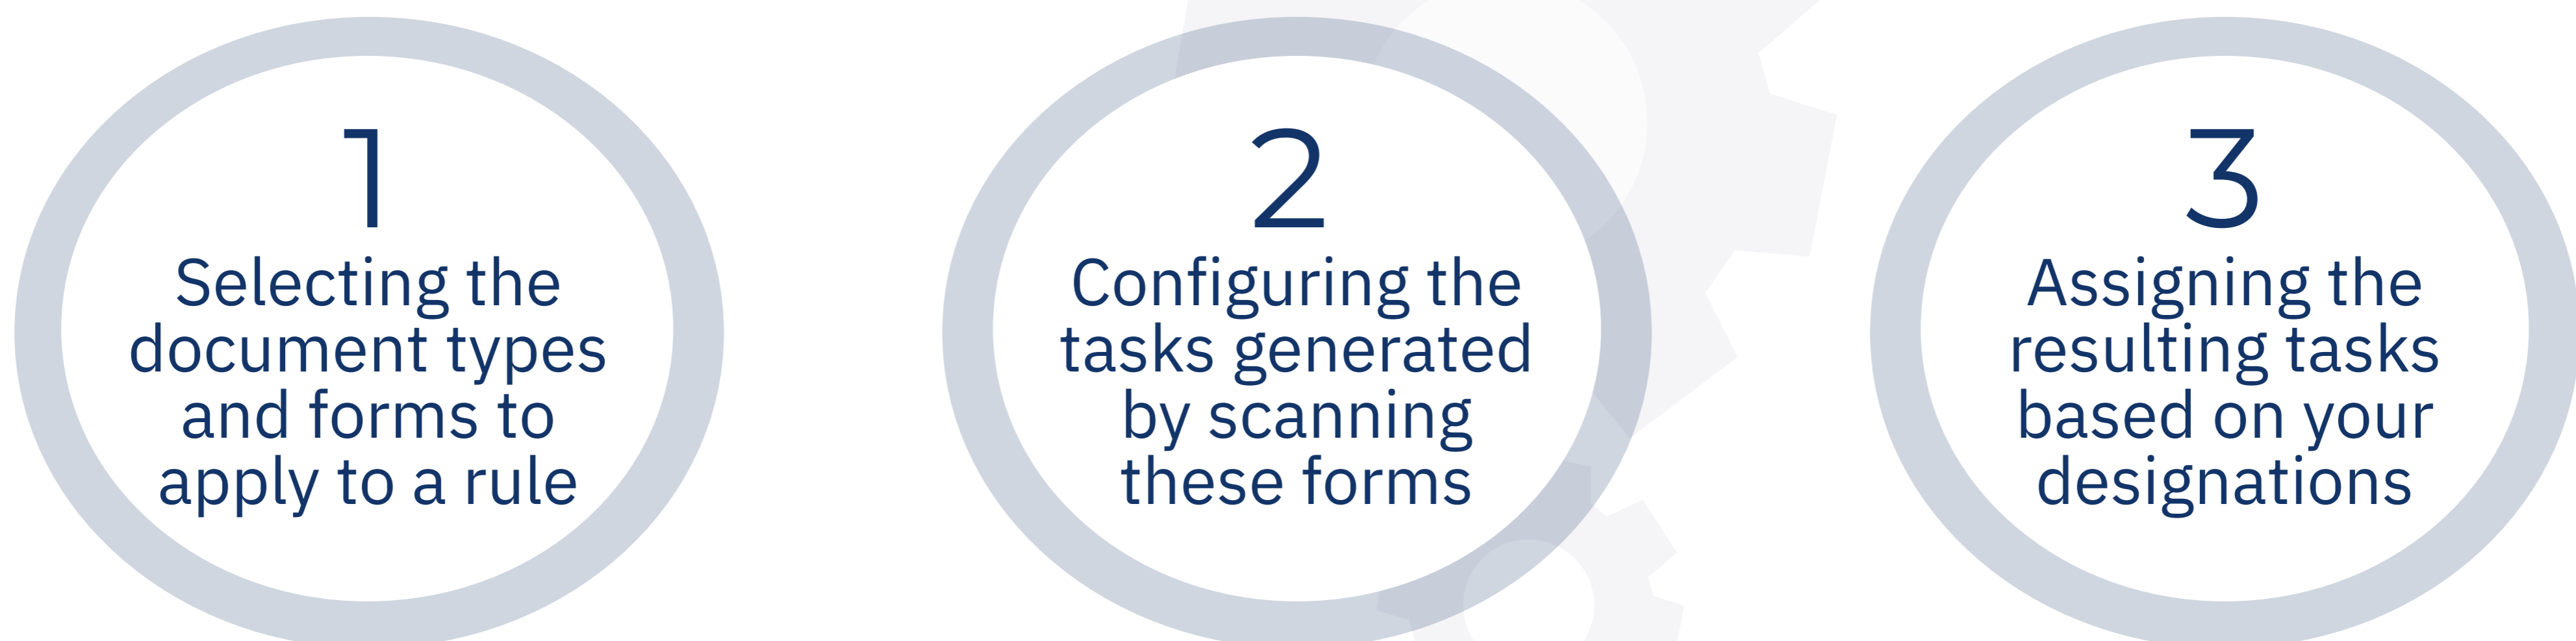 1
Selecting the
document types
and forms to
apply to a rule
2
Configuring the
tasks generated
by scanning
these forms
3
Assigning the
resulting tasks
based on your
designations